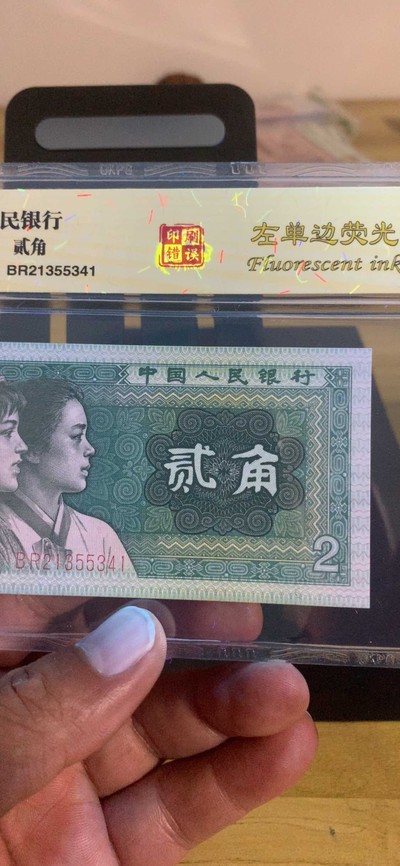 民银行
贰角
BR21355341
印刷
错误
左单边荧光
Fluorescent ink
中国人民银行
贰角
BR21355341
2